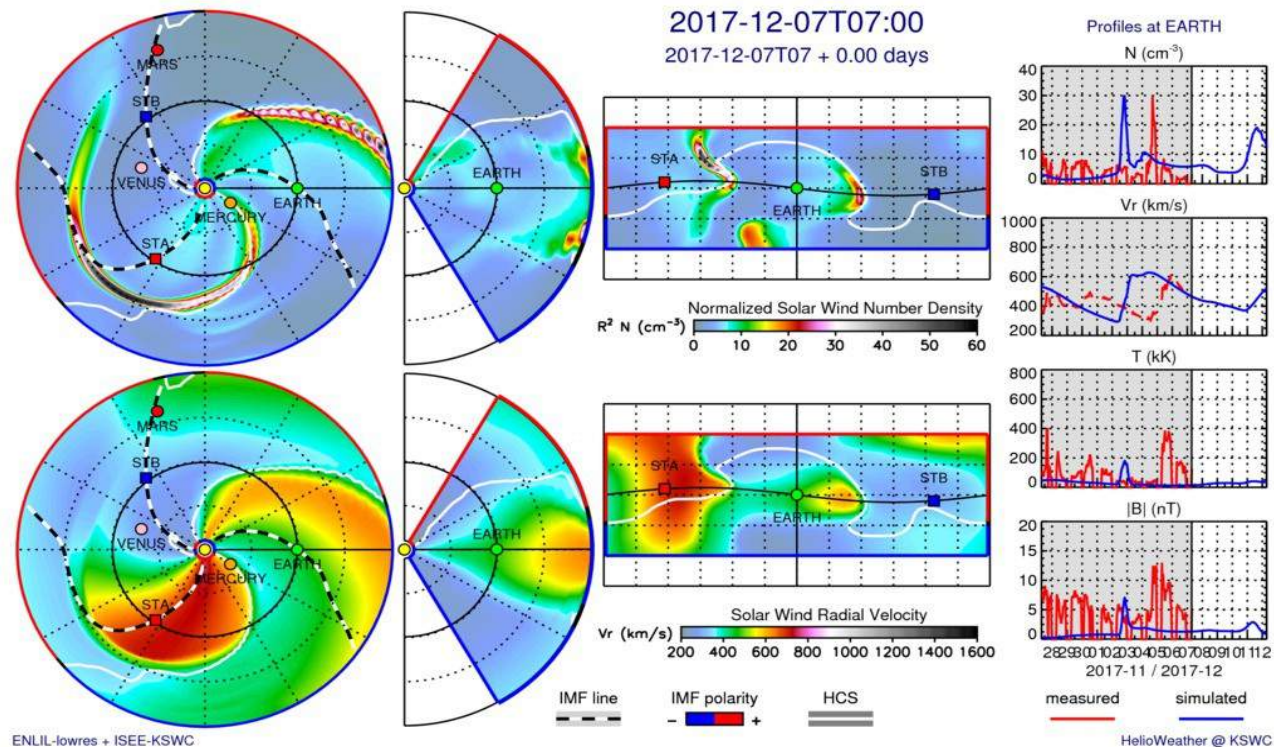 2017-12-07T07:00
2017-12-07T07 + 0.00 days
MARS
STB
VENUS
MERCURY
EARTH
STA
EARTH
STA
STB
EARTH
Normalized Solar Wind Number Density
R² N (cm⁻³)
0 10 20 30 40 50 60
MARS
STB
VENUS
MERCURY
EARTH
STA
EARTH
STA
STB
EARTH
Solar Wind Radial Velocity
Vr (km/s)
200 400 600 800 1000 1200 1400 1600
IMF line
IMF polarity
HCS
- +
Profiles at EARTH
N (cm⁻³)
40
30
20
10
0
Vr (km/s)
1000
800
600
400
200
T (kK)
800
600
400
200
0
|B| (nT)
20
15
10
5
0
28 29 30 01 02 03 04 05 06 07 08 09 10 11 12
2017-11 / 2017-12
measured simulated
ENLIL-lowres + ISEE-KSWC
HelioWeather @ KSWC